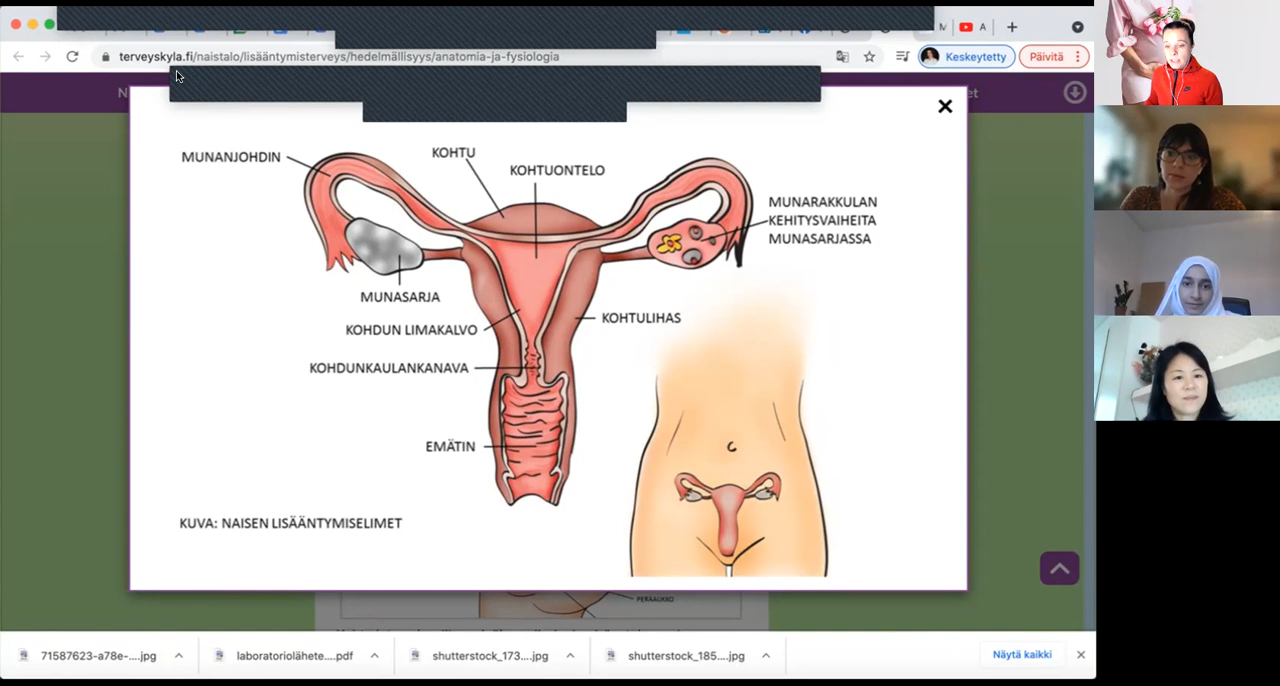 A
terveyskyla.fi/naistalo/lisääntymisterveys/hedelmällisyys/anatomia-ja-fysiologia
Keskeytetty
Päivitä
N
et
MUNANJOHDIN
KOHTU
KOHTUONTELO
MUNARAKKULAN
KEHITYSVAIHEITA
MUNASARJASSA
MUNASARJA
KOHDUN LIMAKALVO
KOHTULIHAS
KOHDUNKAULANKANAVA
EMÄTIN
KUVA: NAISEN LISÄÄNTYMISELIMET
PERÄAUKKO
71587623-a78e-....jpg
laboratoriolähete....pdf
shutterstock_173....jpg
shutterstock_185....jpg
Näytä kaikki